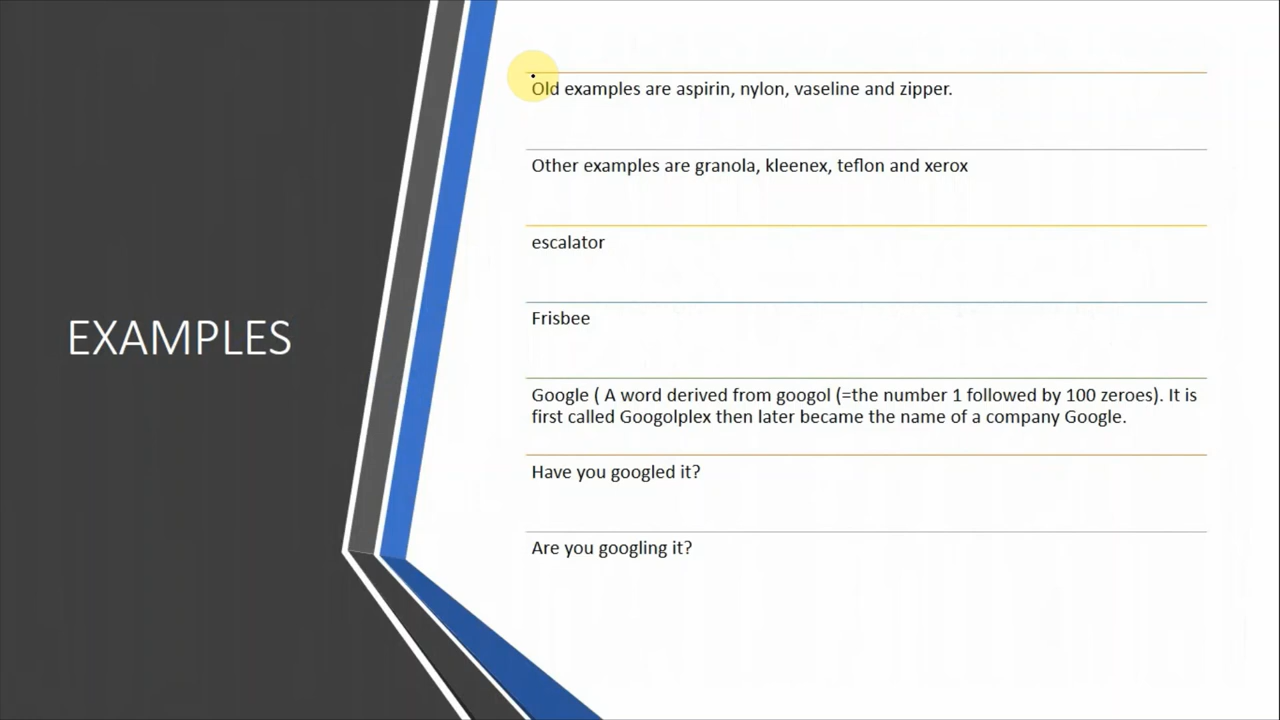 EXAMPLES
Old examples are aspirin, nylon, vaseline and zipper.
Other examples are granola, kleenex, teflon and xerox
escalator
Frisbee
Google ( A word derived from googol (=the number 1 followed by 100 zeroes). It is
first called Googolplex then later became the name of a company Google.
Have you googled it?
Are you googling it?